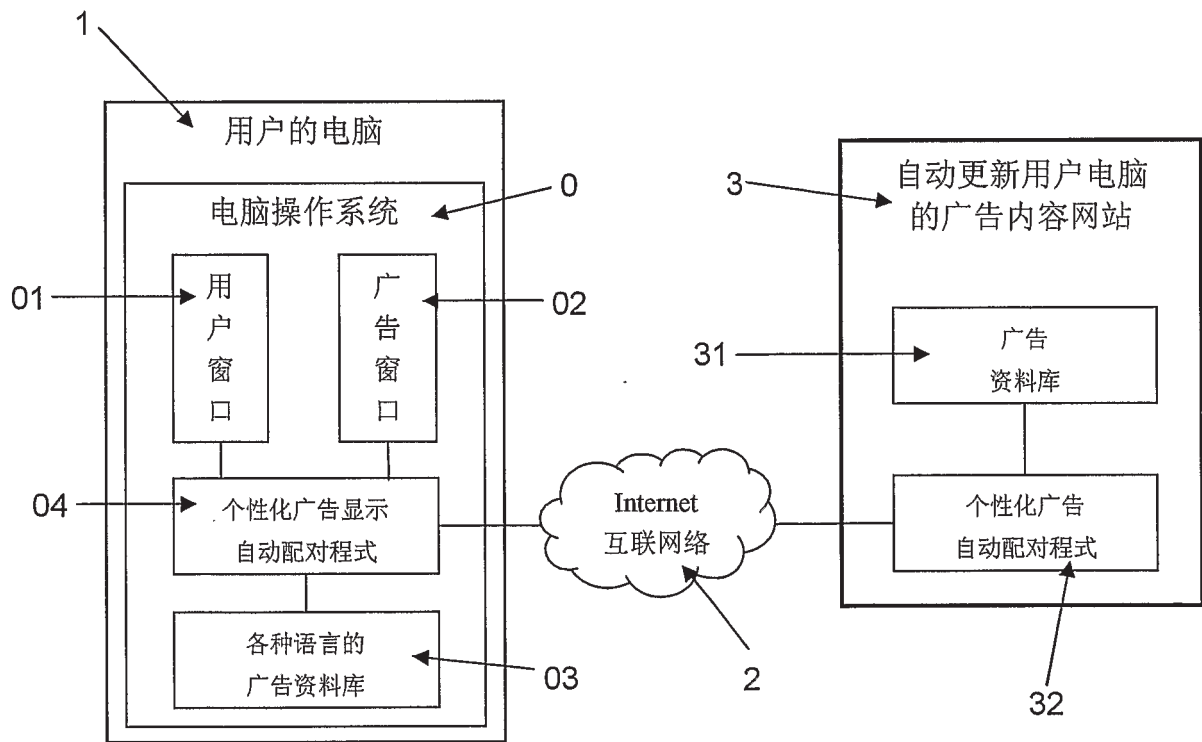 1
用户的电脑
0
电脑操作系统
01
用
户
窗
口
02
广
告
窗
口
04
个性化广告显示
自动配对程式
03
各种语言的
广告资料库
Internet
互联网络
2
3
自动更新用户电脑
的广告内容网站
31
广告
资料库
个性化广告
自动配对程式
32